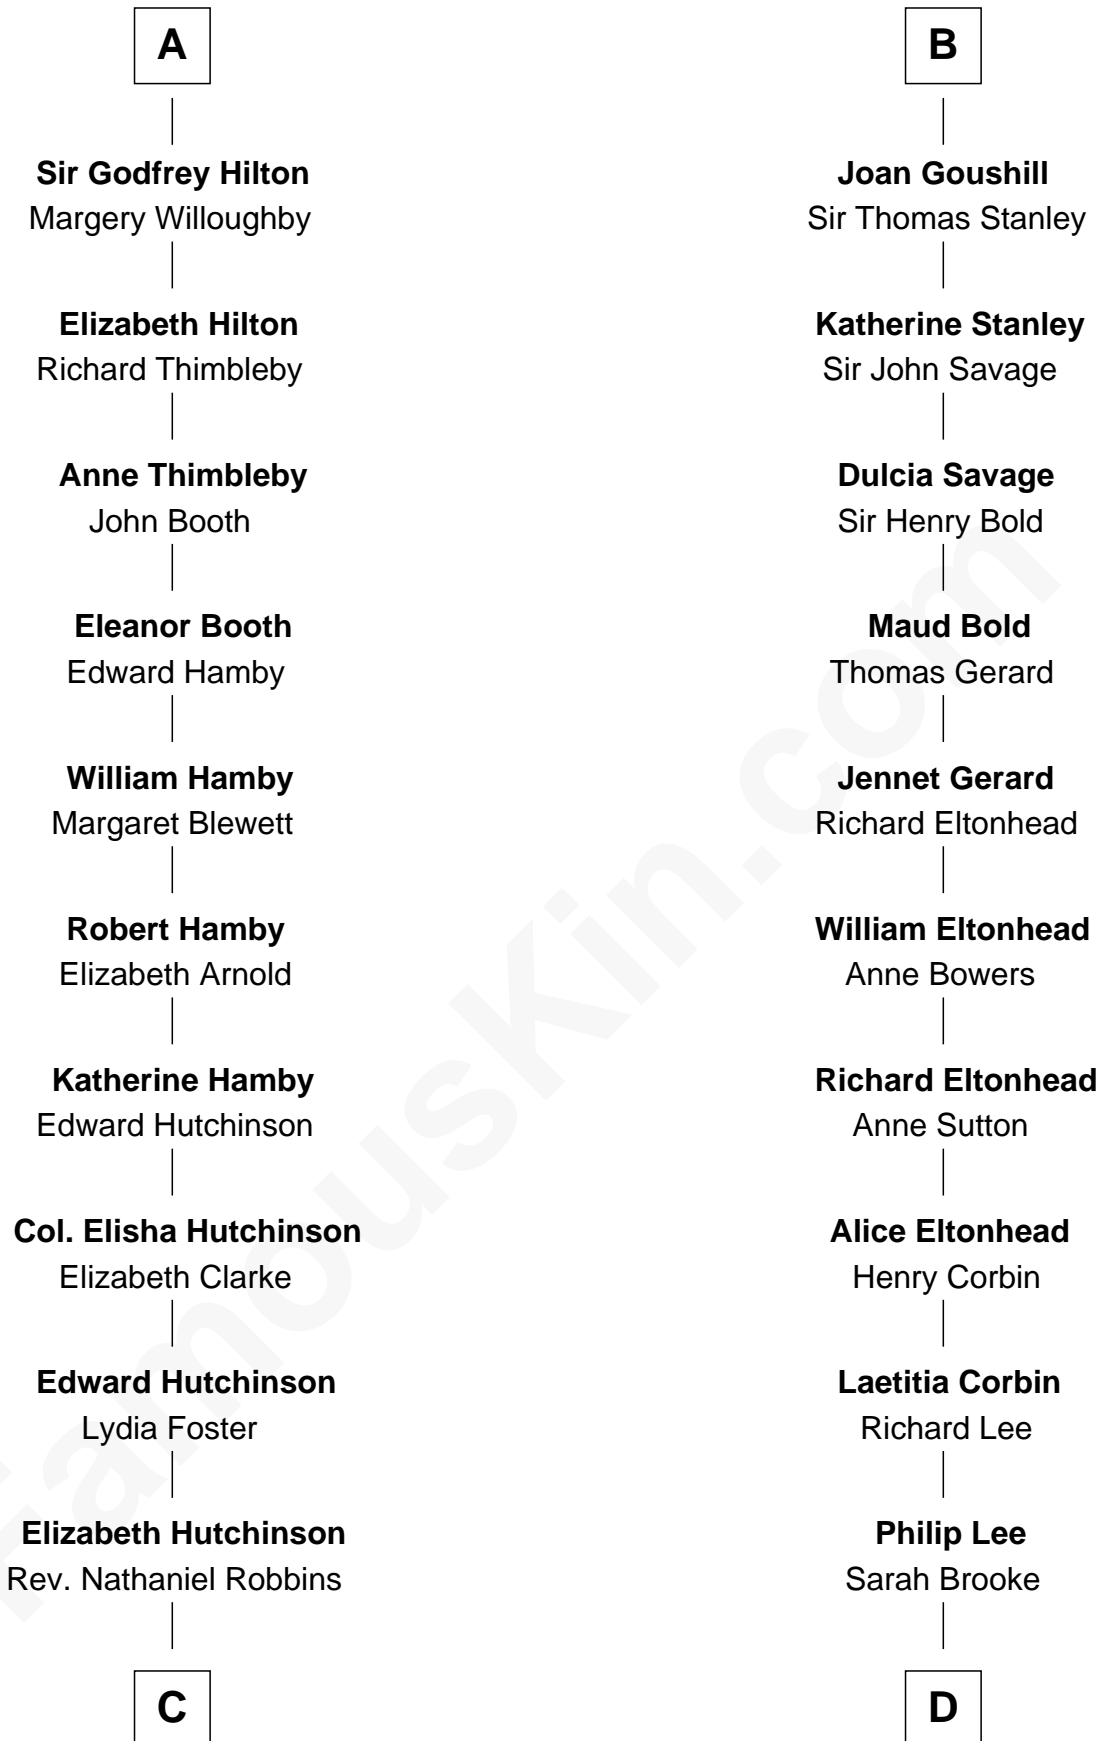 A
Sir Godfrey Hilton
Margery Willoughby
Elizabeth Hilton
Richard Thimbleby
Anne Thimbleby
John Booth
Eleanor Booth
Edward Hamby
William Hamby
Margaret Blewett
Robert Hamby
Elizabeth Arnold
Katherine Hamby
Edward Hutchinson
Col. Elisha Hutchinson
Elizabeth Clarke
Edward Hutchinson
Lydia Foster
Elizabeth Hutchinson
Rev. Nathaniel Robbins
C
B
Joan Goushill
Sir Thomas Stanley
Katherine Stanley
Sir John Savage
Dulcia Savage
Sir Henry Bold
Maud Bold
Thomas Gerard
Jennet Gerard
Richard Eltonhead
William Eltonhead
Anne Bowers
Richard Eltonhead
Anne Sutton
Alice Eltonhead
Henry Corbin
Laetitia Corbin
Richard Lee
Philip Lee
Sarah Brooke
D
FamousKin.com